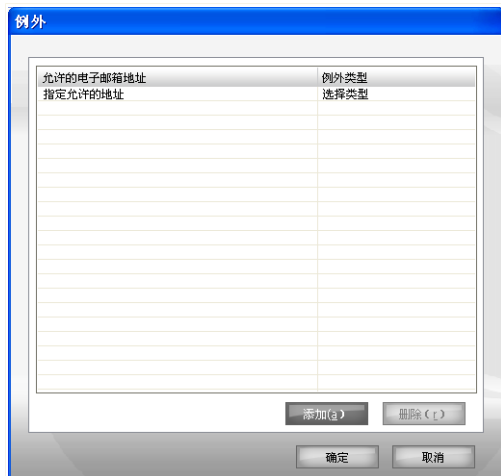 例外
允许的电子邮箱地址 例外类型
指定允许的地址 选择类型
添加(a) 删除(r)
确定 取消